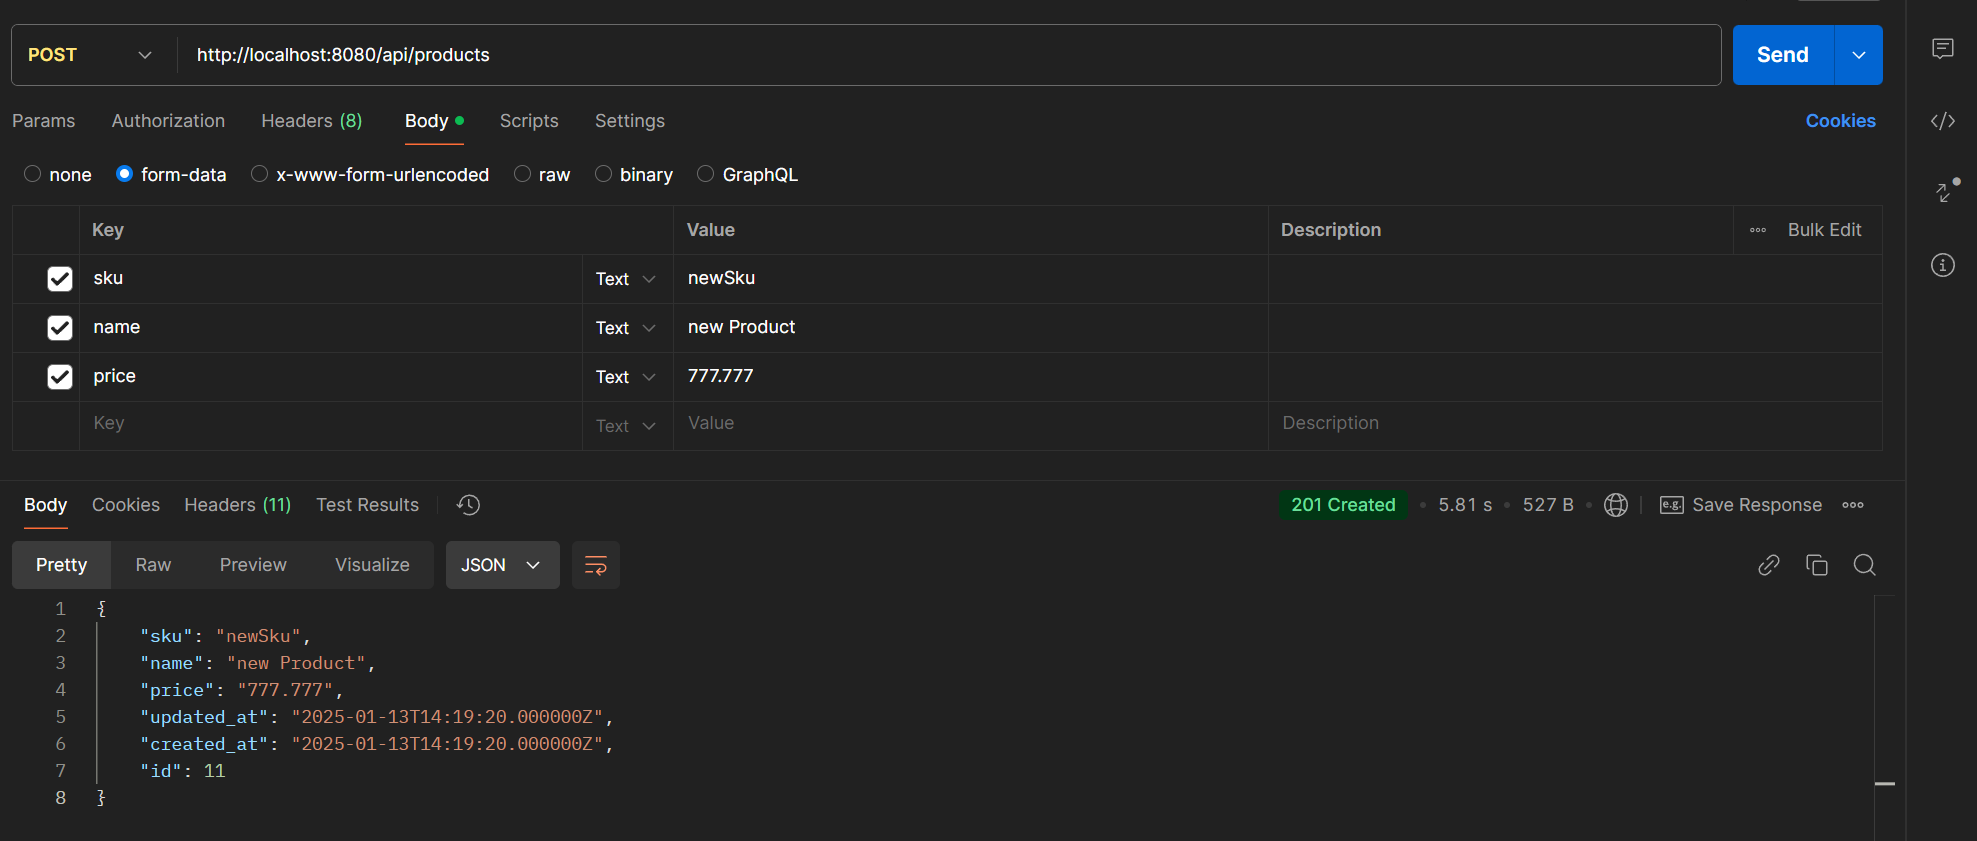 POST http://localhost:8080/api/products Send
Params Authorization Headers (8) Body Scripts Settings Cookies
none form-data x-www-form-urlencoded raw binary GraphQL
Key Value Description Bulk Edit
sku Text newSku
name Text new Product
price Text 777.777
Key Text Value Description
Body Cookies Headers (11) Test Results 201 Created 5.81 s 527 B e.g. Save Response
Pretty Raw Preview Visualize JSON
1 {
2 "sku": "newSku",
3 "name": "new Product",
4 "price": "777.777",
5 "updated_at": "2025-01-13T14:19:20.000000Z",
6 "created_at": "2025-01-13T14:19:20.000000Z",
7 "id": 11
8 }